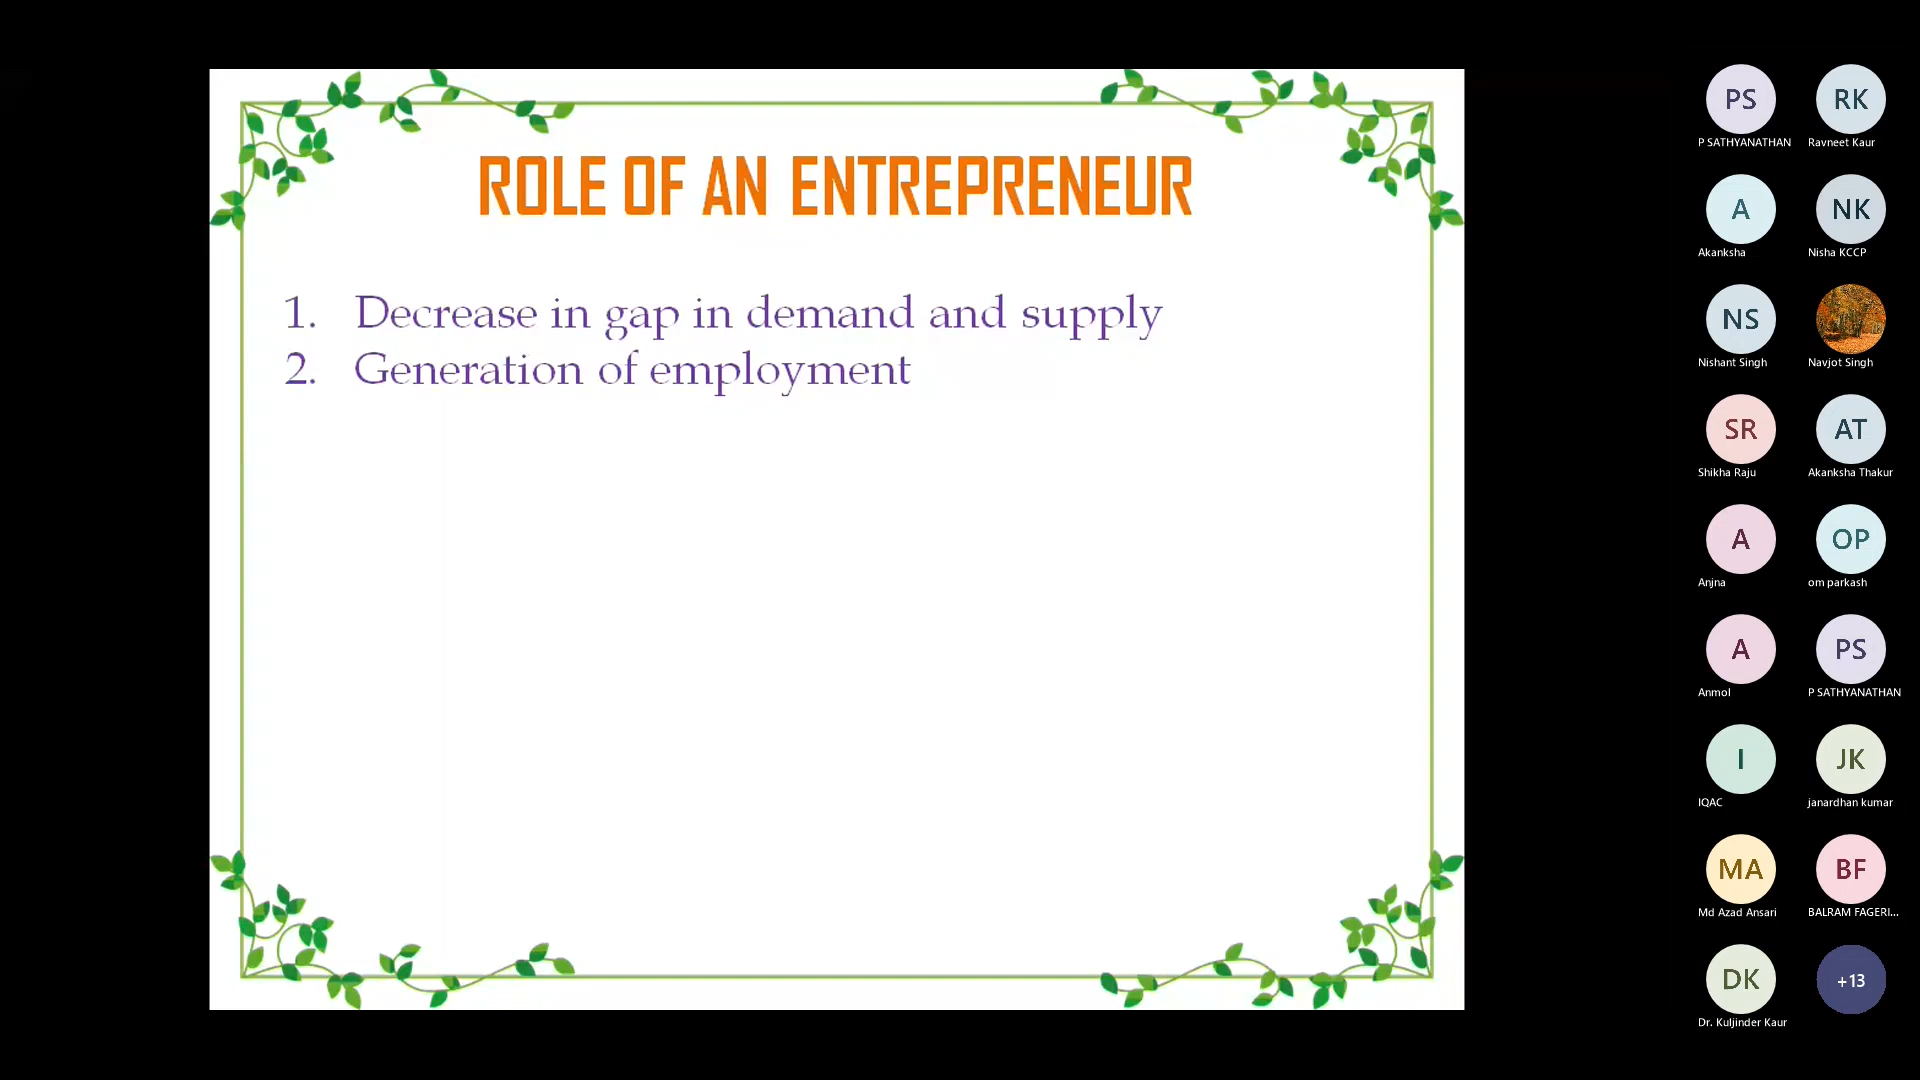 ROLE OF AN ENTREPRENEUR
1. Decrease in gap in demand and supply
2. Generation of employment
PS RK
P SATHYANATHAN Ravneet Kaur
A NK
Akanksha Nisha KCCP
NS
Nishant Singh Navjot Singh
SR AT
Shikha Raju Akanksha Thakur
A OP
Anjna om parkash
A PS
Anmol P SATHYANATHAN
I JK
IQAC janardhan kumar
MA BF
Md Azad Ansari BALRAM FAGERI...
DK +13
Dr. Kuljinder Kaur